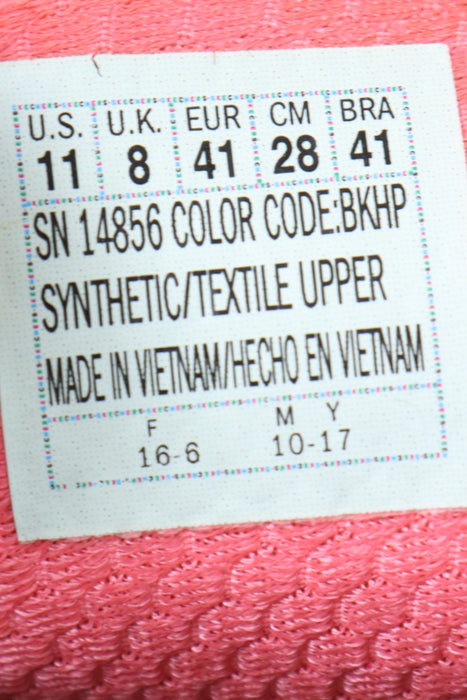 U.S. U.K. EUR CM BRA
11 8 41 28 41
SN 14856 COLOR CODE:BKHP
SYNTHETIC/TEXTILE UPPER
MADE IN VIETNAM/HECHO EN VIETNAM
F M Y
16-6 10-17